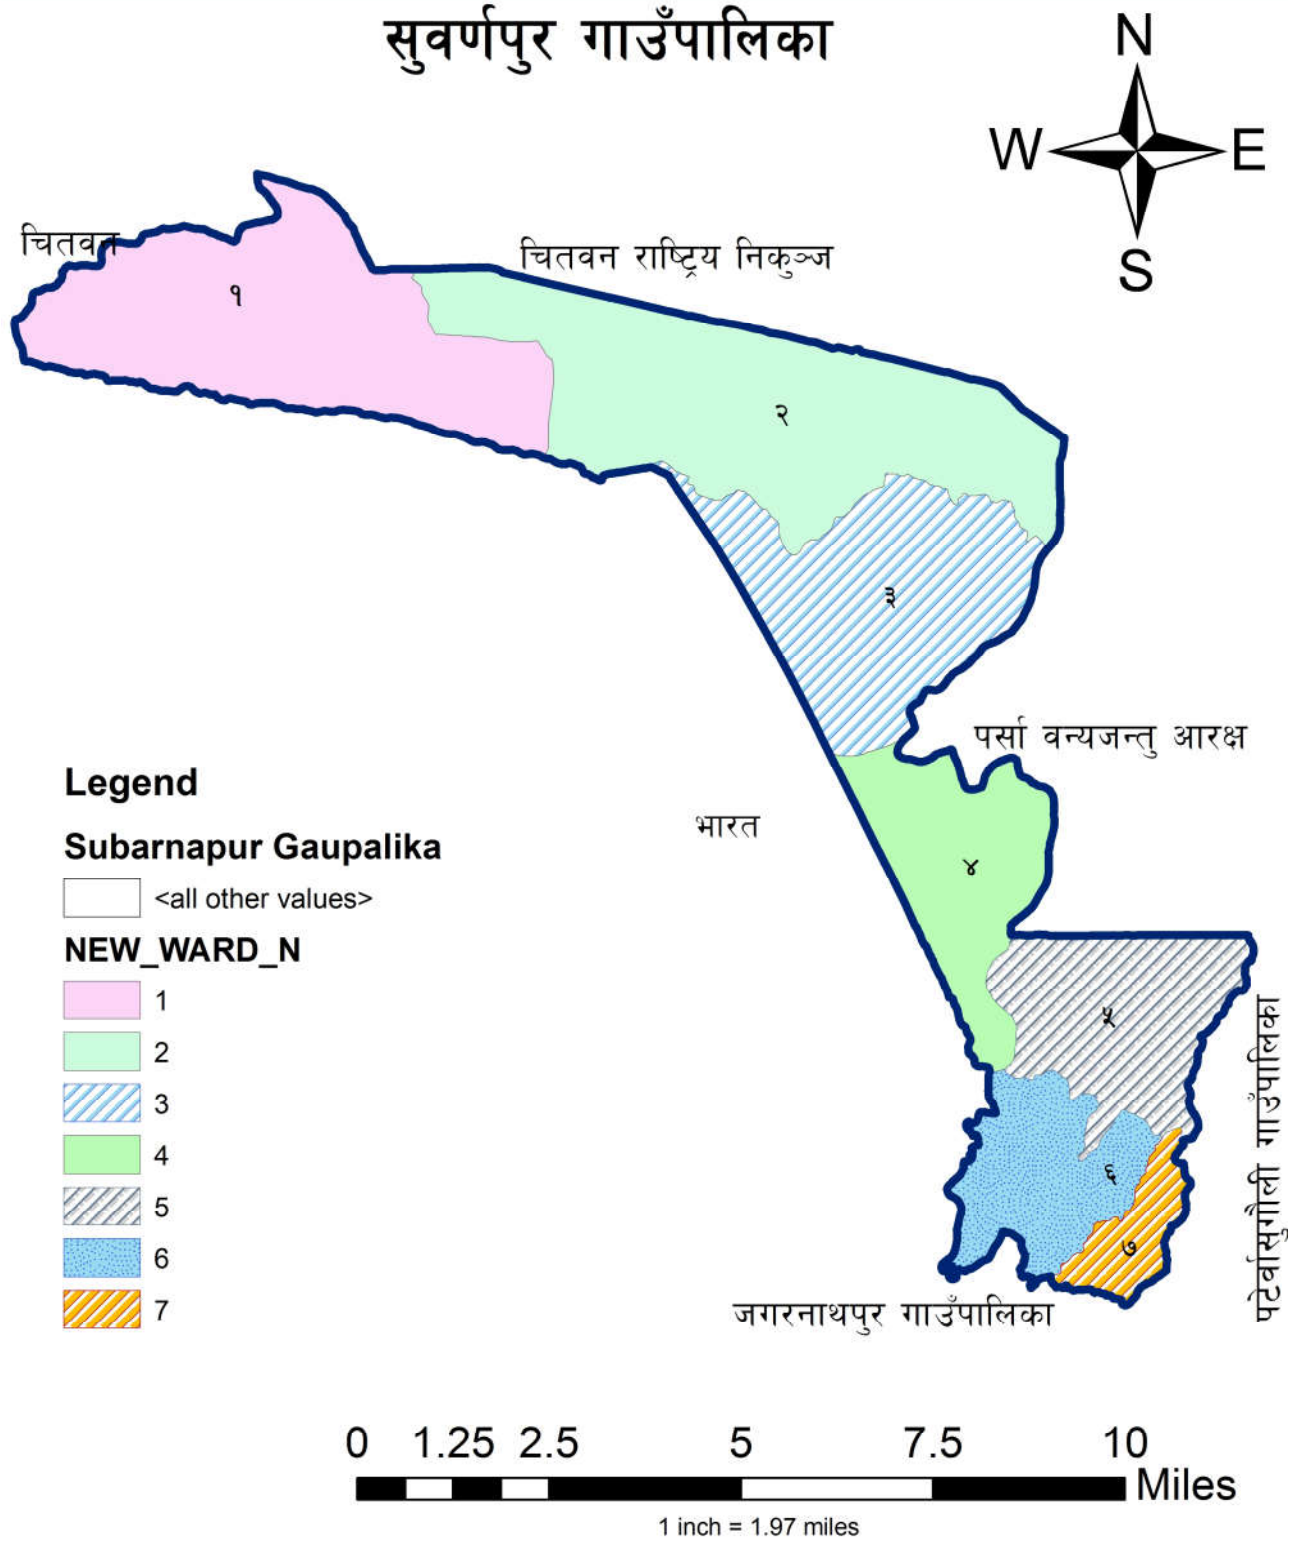 सुवर्णपुर गाउँपालिका
N
W E
S
चितवन
चितवन राष्ट्रिय निकुञ्ज
१
२
३
पर्सा वन्यजन्तु आरक्ष
भारत
४
५
६
७
पटेर्वासुगौली गाउँपालिका
जगरनाथपुर गाउँपालिका
Legend
Subarnapur Gaupalika
<all other values>
NEW_WARD_N
1
2
3
4
5
6
7
0 1.25 2.5 5 7.5 10
Miles
1 inch = 1.97 miles